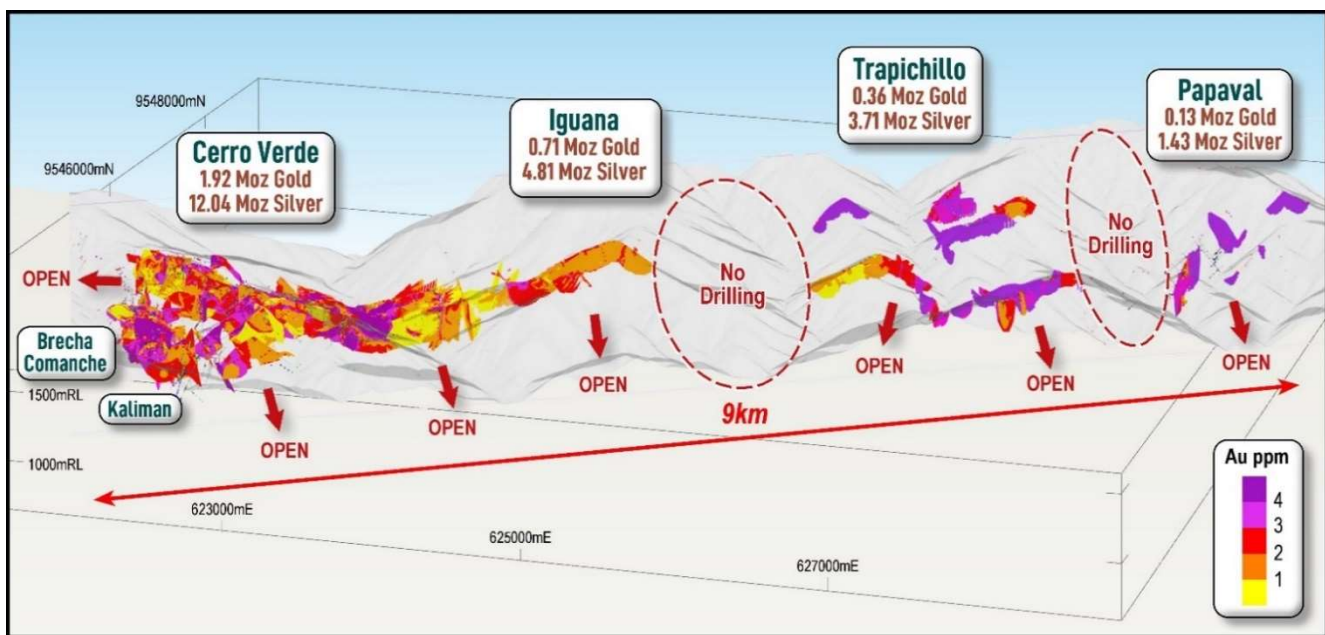 9548000mN
9546000mN
Cerro Verde
1.92 Moz Gold
12.04 Moz Silver
Iguana
0.71 Moz Gold
4.81 Moz Silver
Trapichillo
0.36 Moz Gold
3.71 Moz Silver
Papaval
0.13 Moz Gold
1.43 Moz Silver
No
Drilling
No
Drilling
OPEN
Brecha
Comanche
Kaliman
1500mRL
1000mRL
OPEN
OPEN
OPEN
OPEN
OPEN
OPEN
9km
623000mE
625000mE
627000mE
Au ppm
4
3
2
1